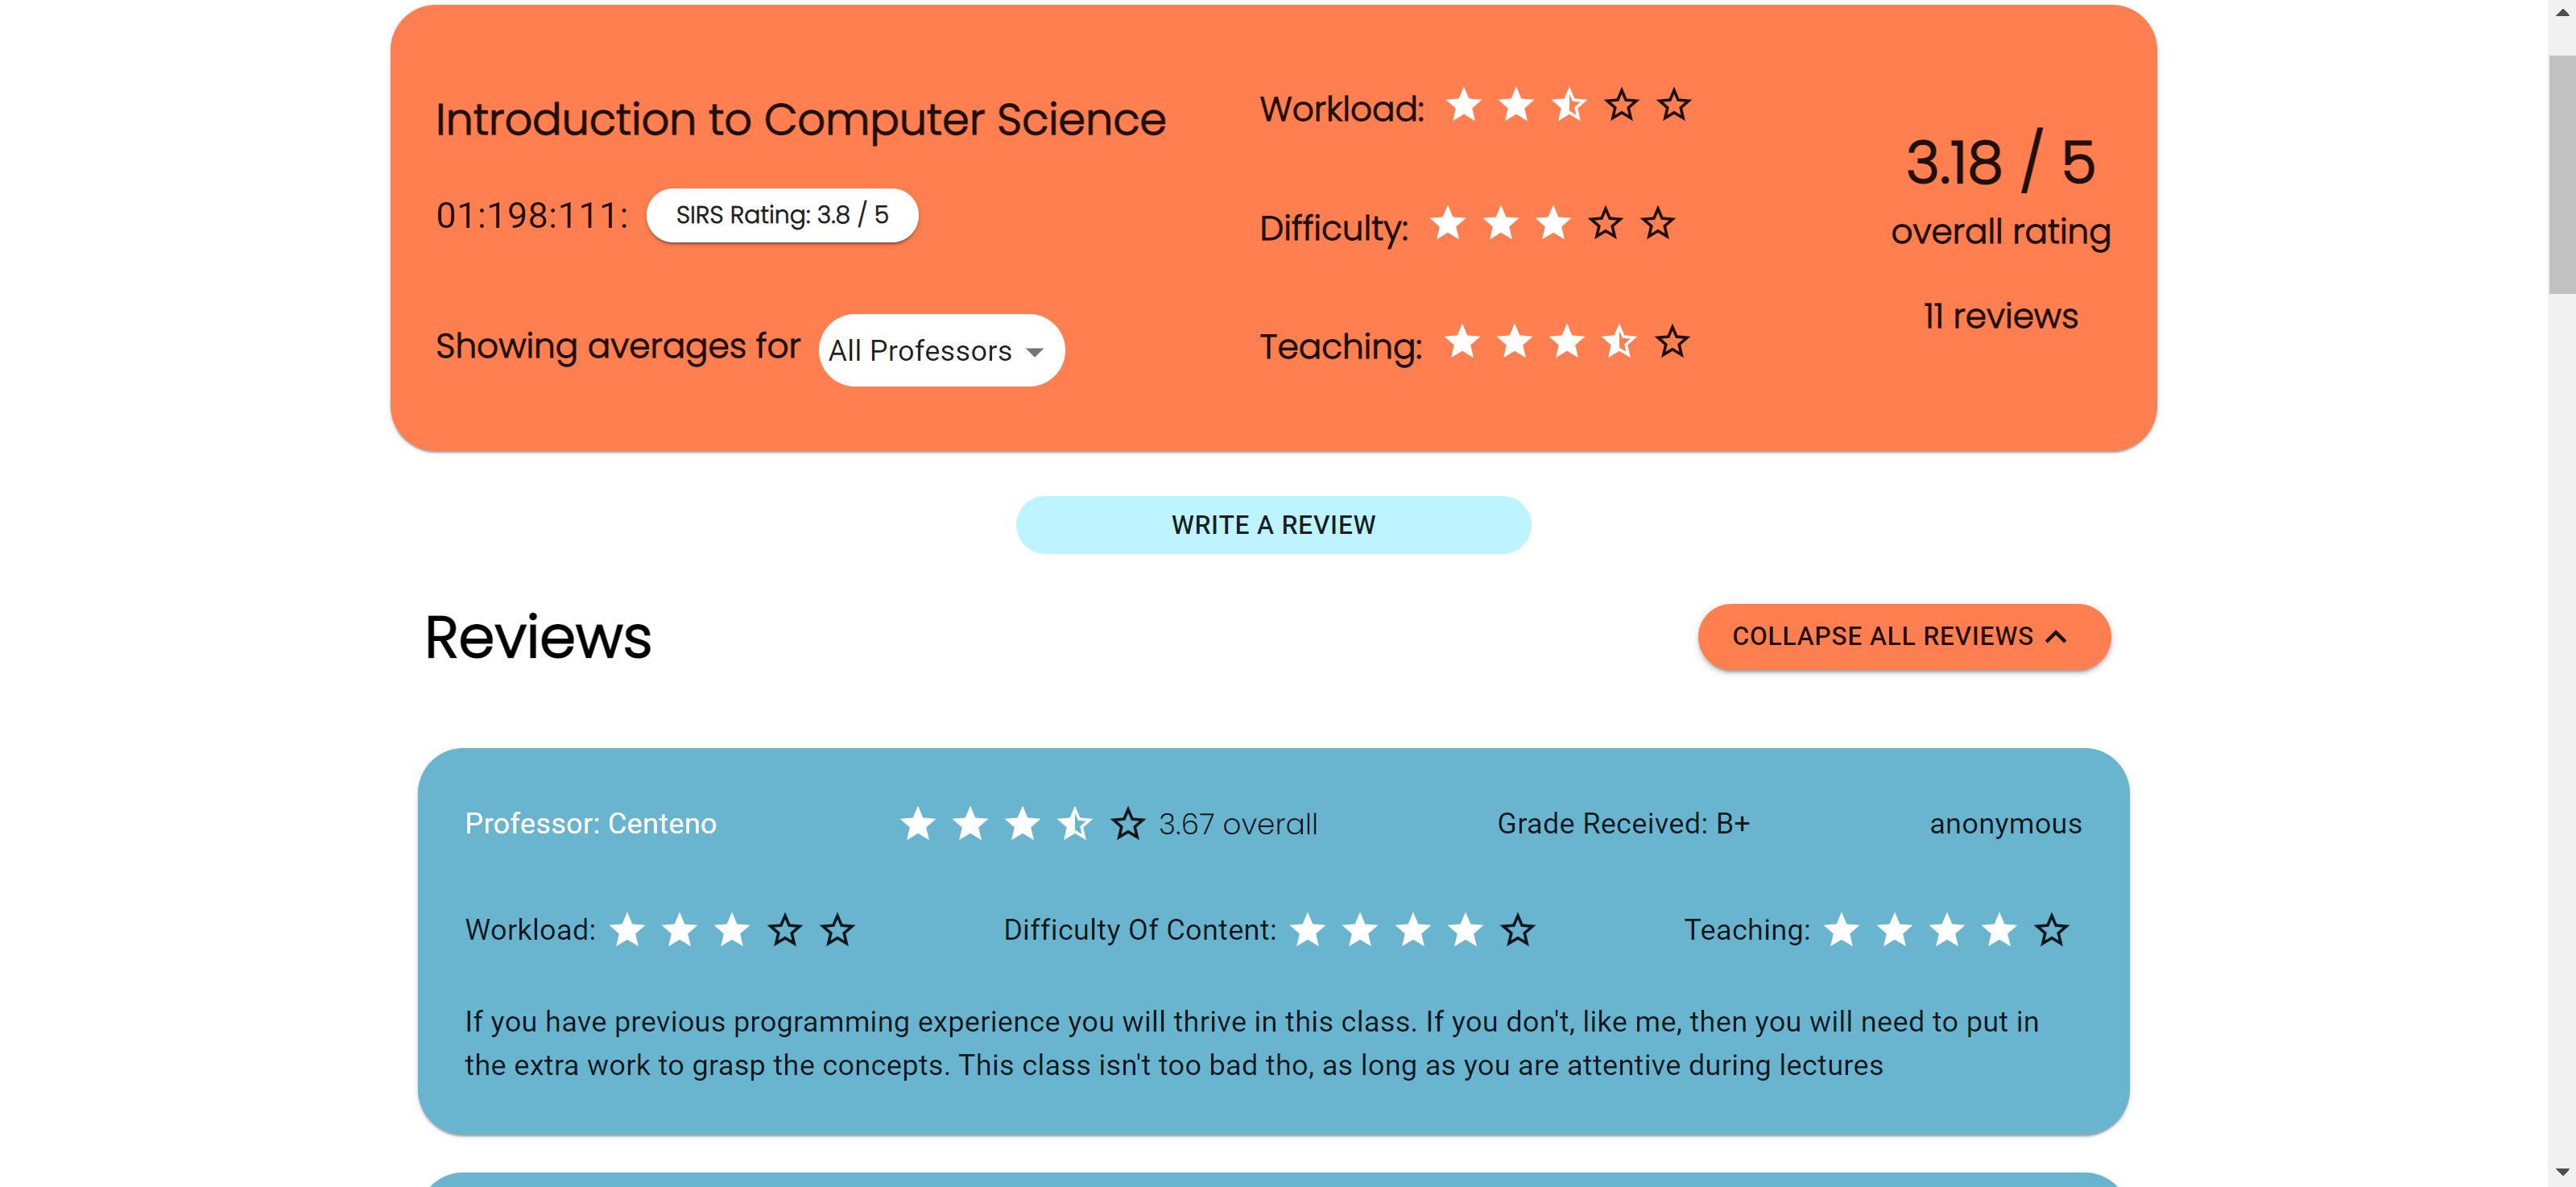 Introduction to Computer Science
01:198:111: SIRS Rating: 3.8 / 5
Showing averages for All Professors
Workload:
Difficulty:
Teaching:
3.18 / 5
overall rating
11 reviews
WRITE A REVIEW
Reviews
COLLAPSE ALL REVIEWS
Professor: Centeno 3.67 overall Grade Received: B+ anonymous
Workload: Difficulty Of Content: Teaching:
If you have previous programming experience you will thrive in this class. If you don't, like me, then you will need to put in
the extra work to grasp the concepts. This class isn't too bad tho, as long as you are attentive during lectures